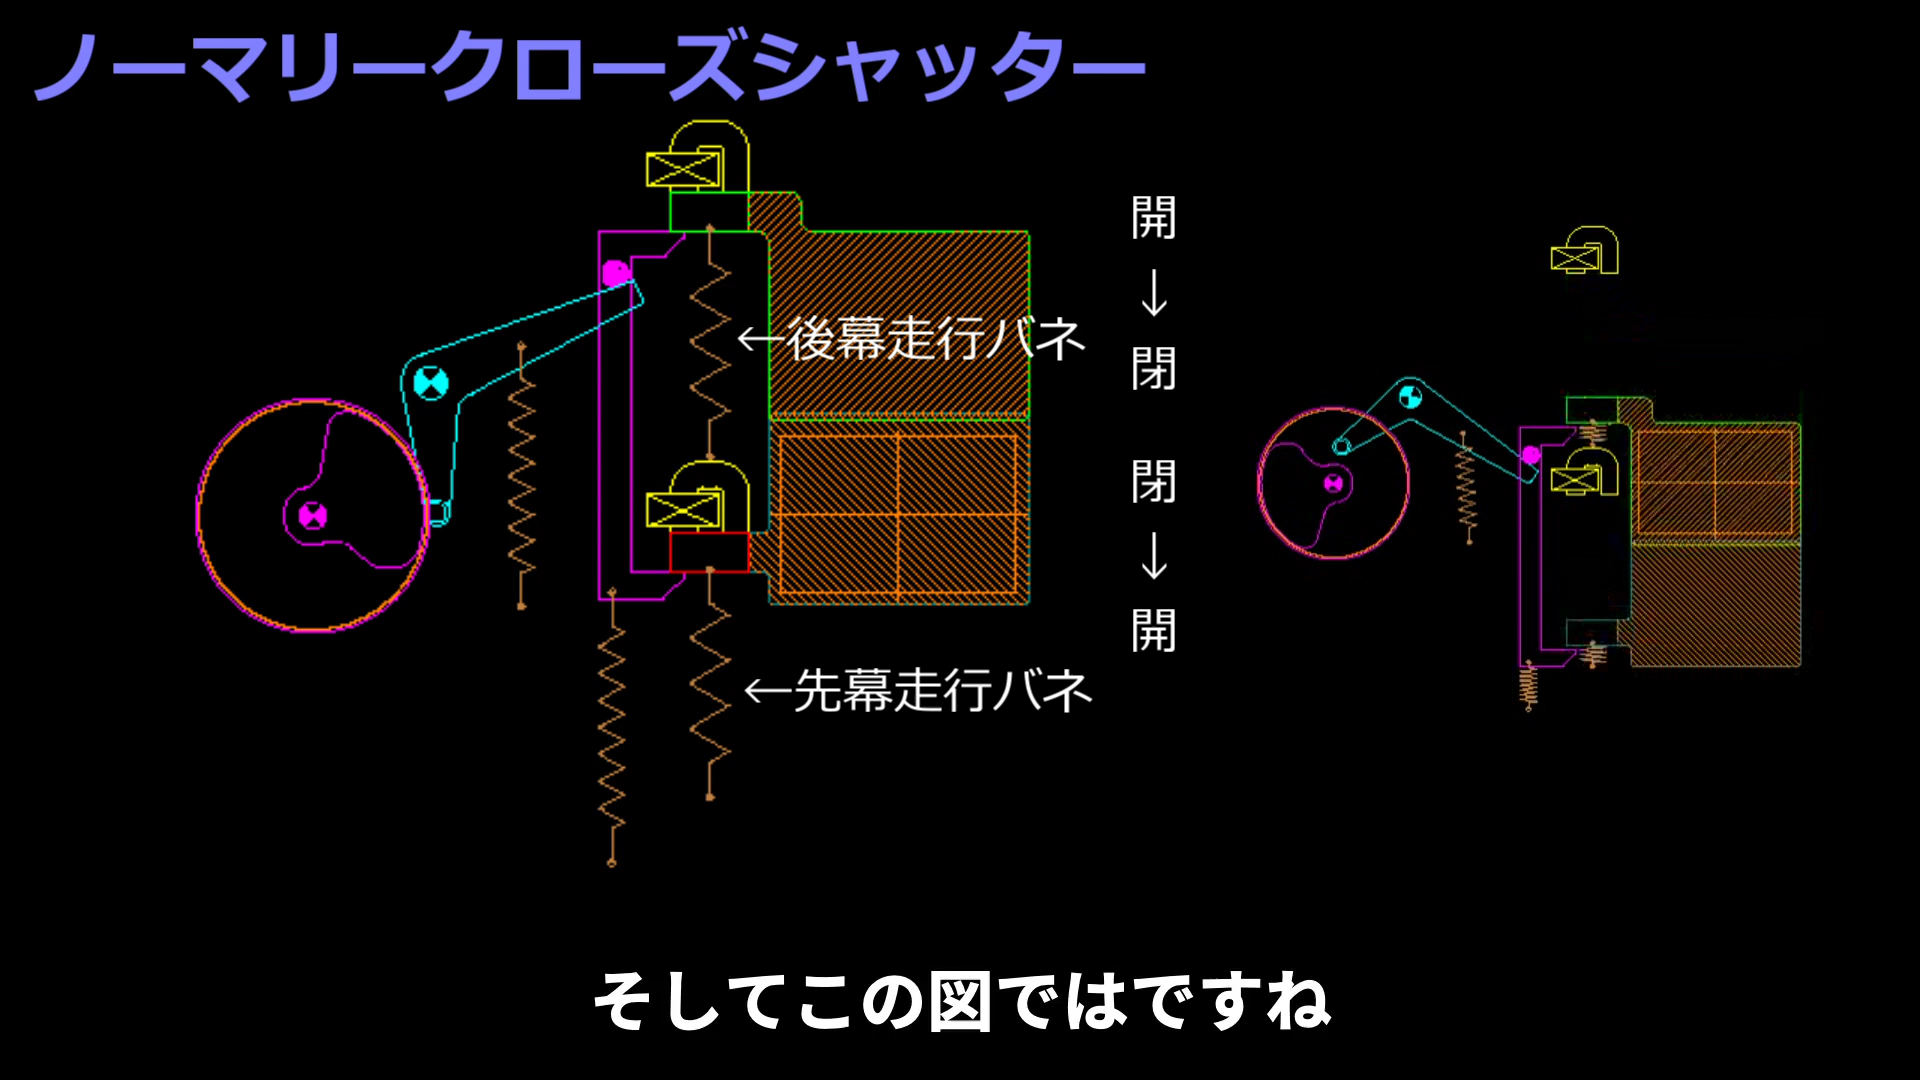 ノーマリークローズシャッター
開
↓
閉
←後幕走行バネ
閉
↓
開
←先幕走行バネ
そしてこの図ではですね